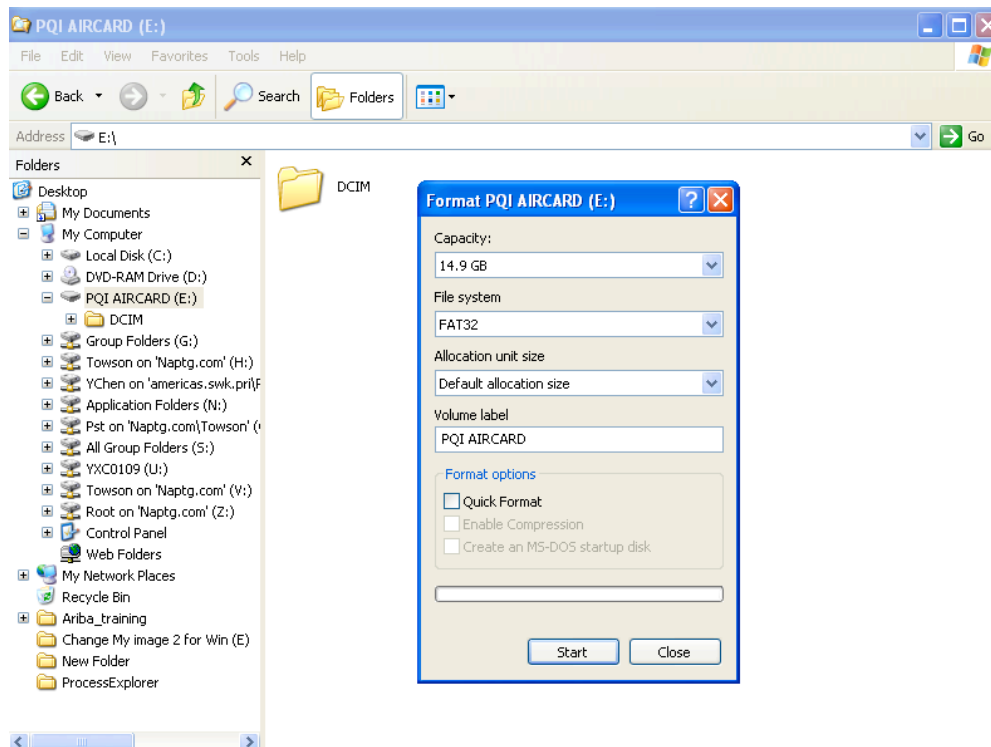 PQI AIRCARD (E:)
File Edit View Favorites Tools Help
Back Search Folders
Address E:\ Go
Folders
Desktop
My Documents
My Computer
Local Disk (C:)
DVD-RAM Drive (D:)
PQI AIRCARD (E:)
DCIM
Group Folders (G:)
Towson on 'Naptg.com' (H:)
YChen on 'americas.swk.pri\
Application Folders (N:)
Pst on 'Naptg.com\Towson' (
All Group Folders (S:)
YXC0109 (U:)
Towson on 'Naptg.com' (V:)
Root on 'Naptg.com' (Z:)
Control Panel
Web Folders
My Network Places
Recycle Bin
Ariba_training
Change My image 2 for Win (E)
New Folder
ProcessExplorer
DCIM
Format PQI AIRCARD (E:)
Capacity:
14.9 GB
File system
FAT32
Allocation unit size
Default allocation size
Volume label
PQI AIRCARD
Format options
Quick Format
Enable Compression
Create an MS-DOS startup disk
Start Close